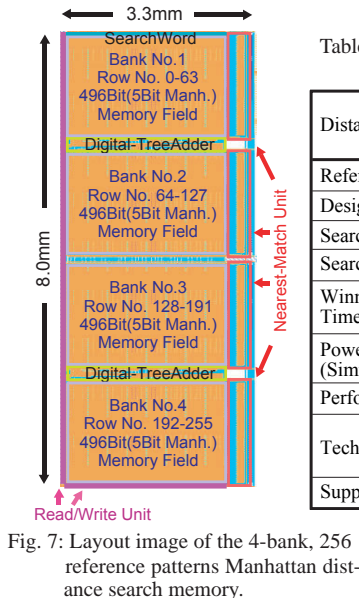 3.3mm
8.0mm
SearchWord
Bank No.1
Row No. 0-63
496Bit(5Bit Manh.)
Memory Field
Digital-TreeAdder
Bank No.2
Row No. 64-127
496Bit(5Bit Manh.)
Memory Field
Bank No.3
Row No. 128-191
496Bit(5Bit Manh.)
Memory Field
Digital-TreeAdder
Bank No.4
Row No. 192-255
496Bit(5Bit Manh.)
Memory Field
Nearest-Match Unit
Read/Write Unit
Fig. 7: Layout image of the 4-bank, 256
reference patterns Manhattan dist-
ance search memory.
Table
Dista
Refer
Desig
Search
Search
Winn
Time
Powe
(Sim
Perfo
Tech
Supp